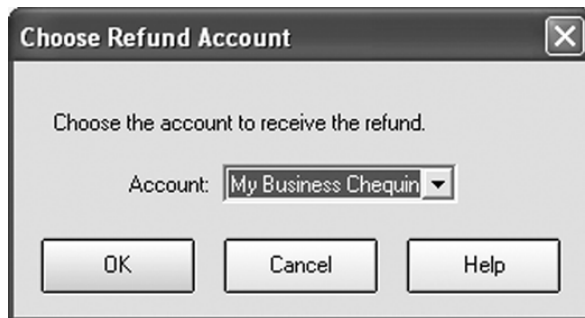 Choose Refund Account
Choose the account to receive the refund.
Account: My Business Chequin
OK Cancel Help